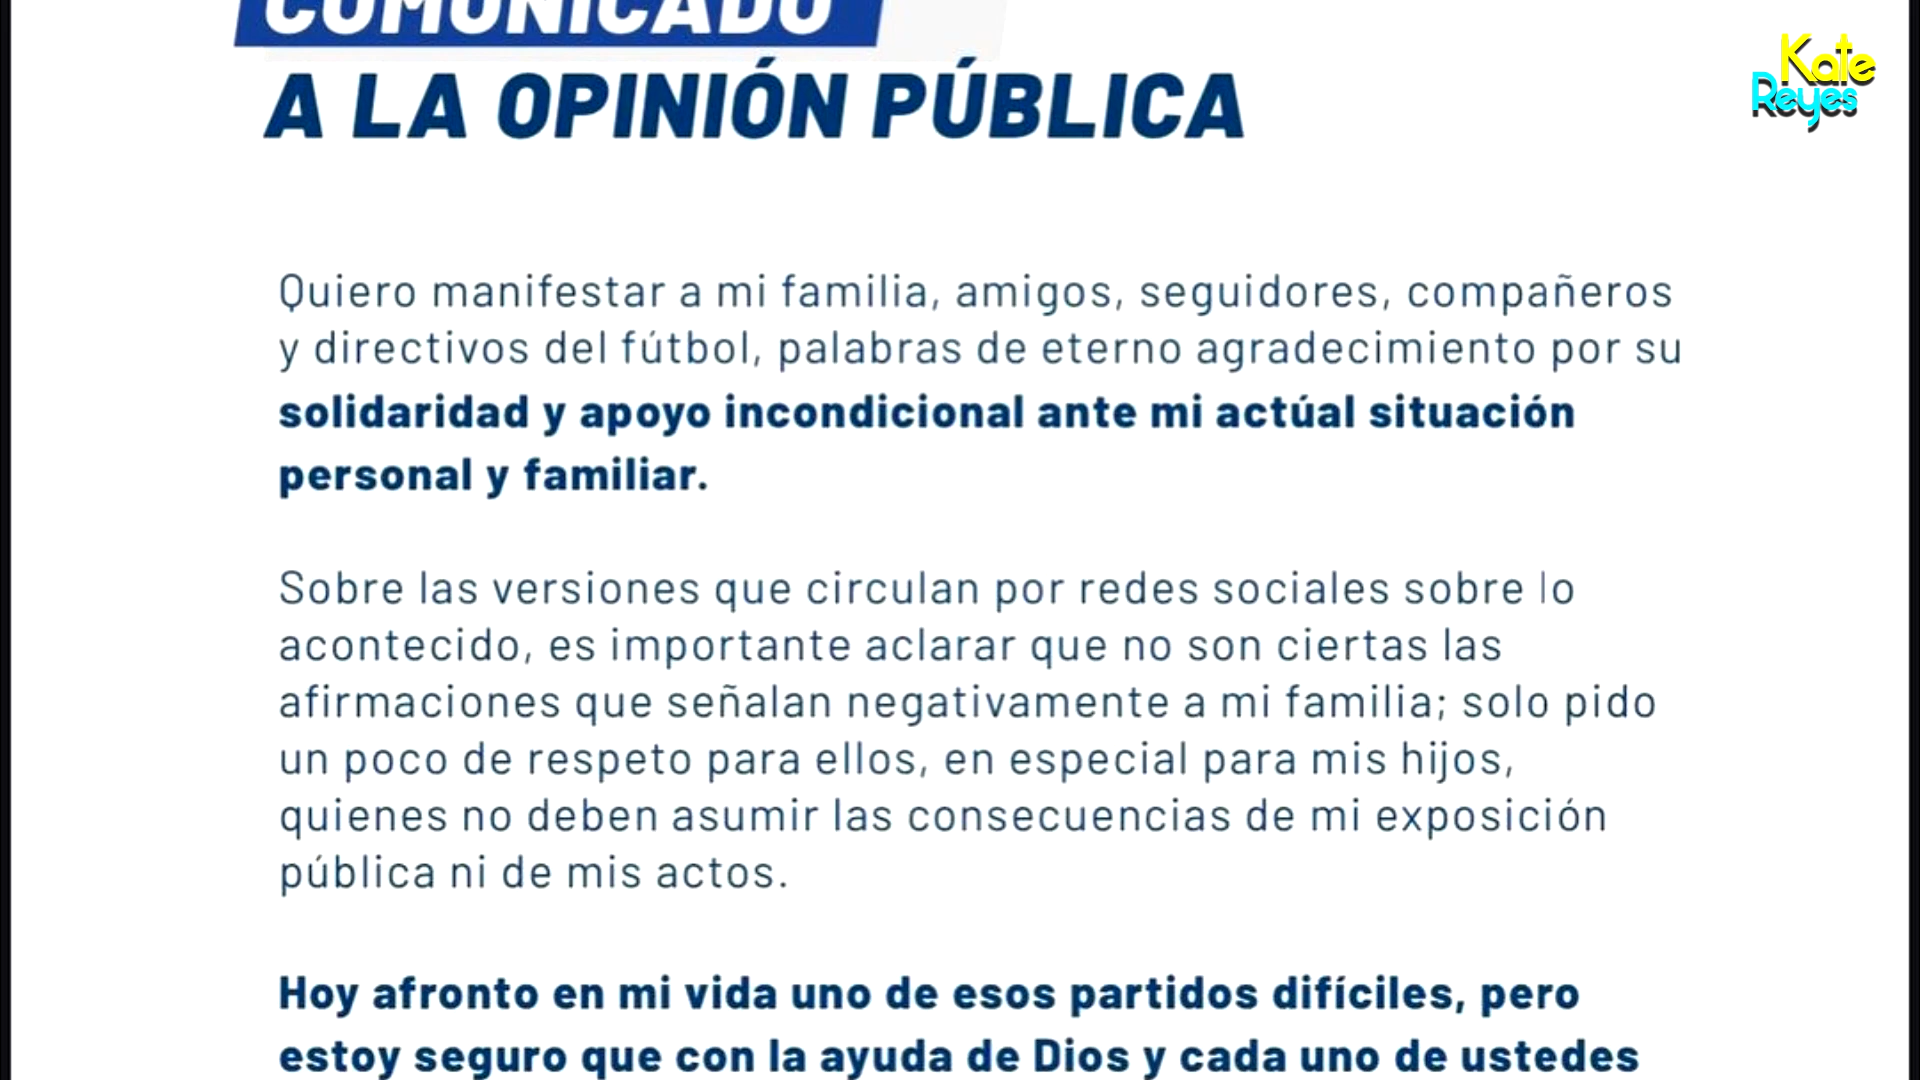 COMUNICADO
A LA OPINIÓN PÚBLICA
Kate
Reyes
Quiero manifestar a mi familia, amigos, seguidores, compañeros
y directivos del fútbol, palabras de eterno agradecimiento por su
solidaridad y apoyo incondicional ante mi actúal situación
personal y familiar.
Sobre las versiones que circulan por redes sociales sobre lo
acontecido, es importante aclarar que no son ciertas las
afirmaciones que señalan negativamente a mi familia; solo pido
un poco de respeto para ellos, en especial para mis hijos,
quienes no deben asumir las consecuencias de mi exposición
pública ni de mis actos.
Hoy afronto en mi vida uno de esos partidos difíciles, pero
estoy seguro que con la ayuda de Dios y cada uno de ustedes